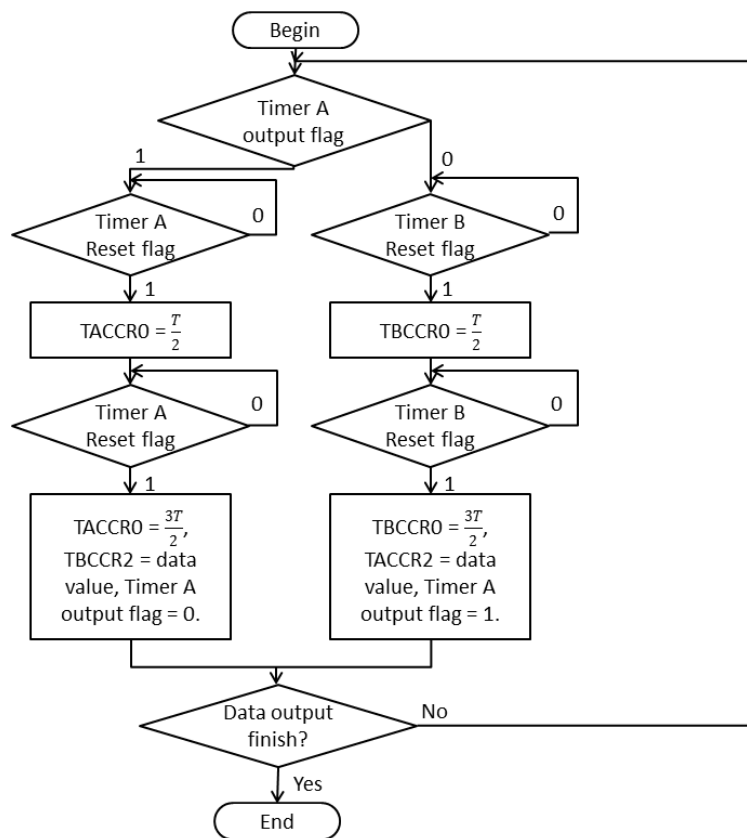 Begin
Timer A
output flag
1
0
Timer A
Reset flag
0
Timer B
Reset flag
0
1
1
TACCR0 = T/2
TBCCR0 = T/2
Timer A
Reset flag
0
Timer B
Reset flag
0
1
1
TACCR0 = 3T/2,
TBCCR2 = data
value, Timer A
output flag = 0.
TBCCR0 = 3T/2,
TACCR2 = data
value, Timer A
output flag = 1.
Data output
finish?
No
Yes
End